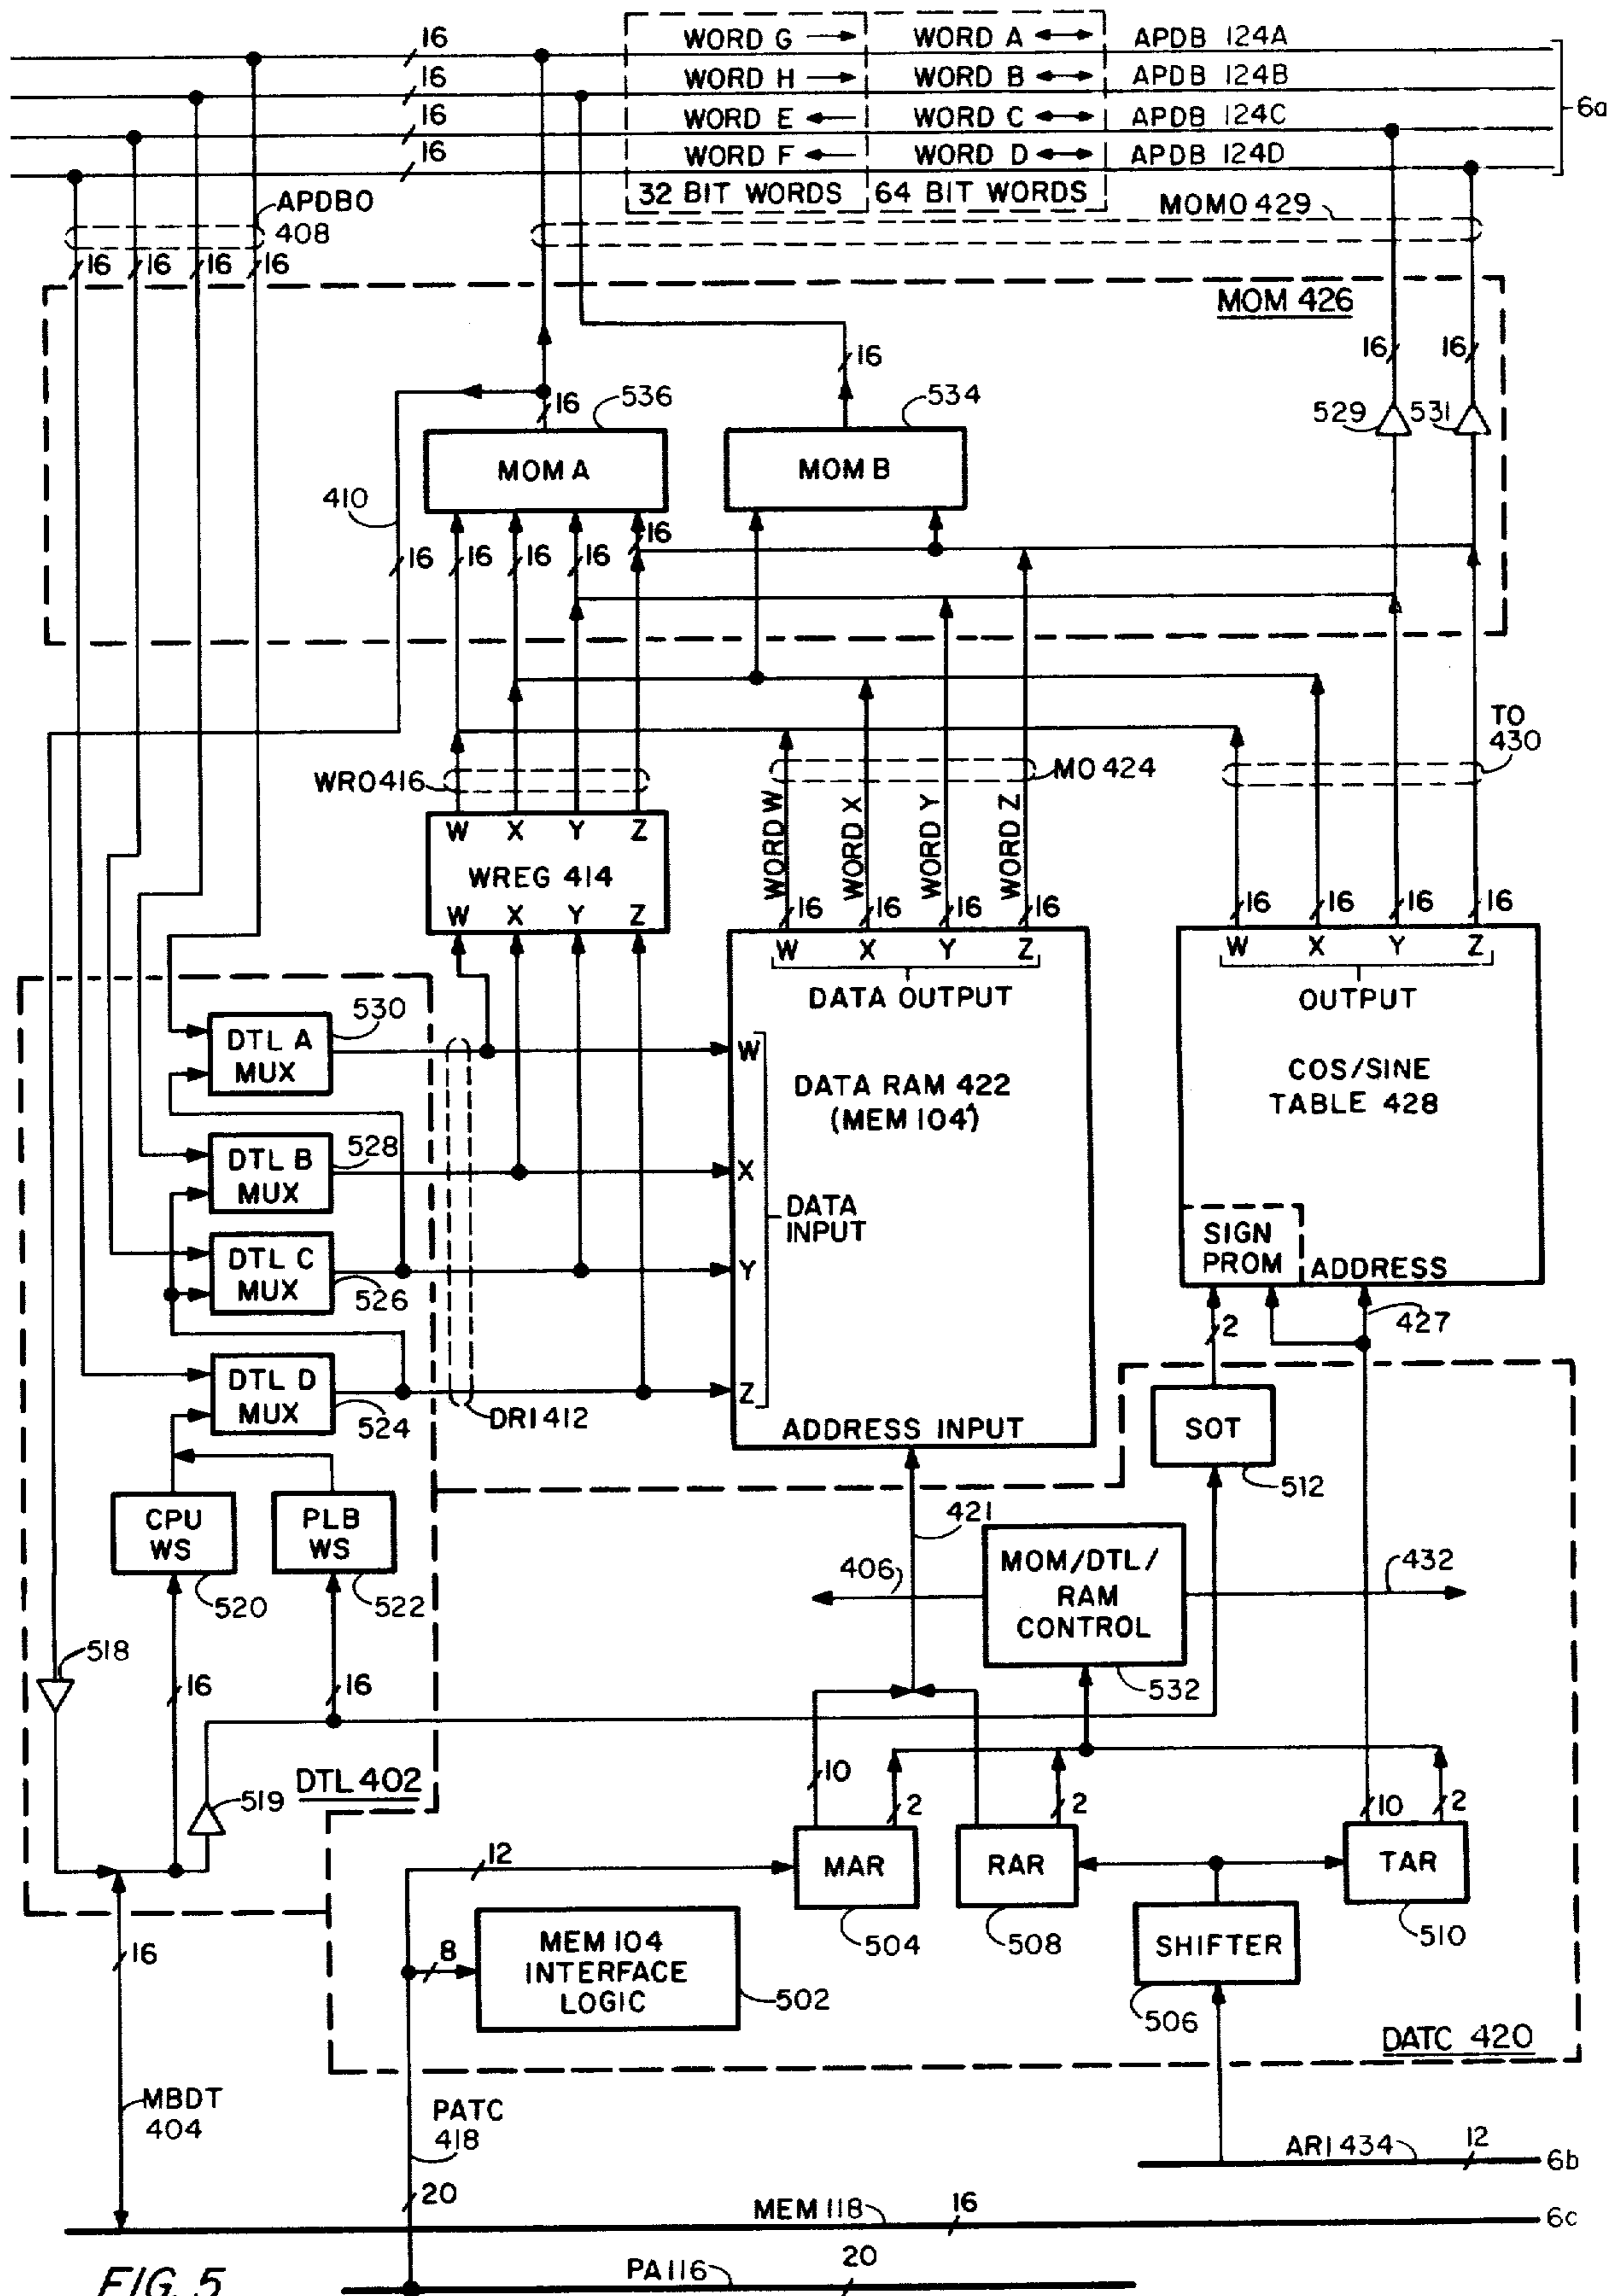 16 WORD G WORD A APDB 124A
16 WORD H WORD B APDB 124B
16 WORD E WORD C APDB 124C
16 WORD F WORD D APDB 124D
6a
32 BIT WORDS 64 BIT WORDS
APDBO
408
MOMO 429
16 16 16 16
MOM 426
16 16 16
16 536 534
529 531
MOM A MOM B
410
16 16 16 16 16
TO
430
WRO 416 MO 424
W X Y Z
WREG 414
W X Y Z
WORD W WORD X WORD Y WORD Z
16 16 16 16 16 16 16 16
W X Y Z
DATA OUTPUT
W X Y Z
OUTPUT
DTL A
MUX
530
DTL B
MUX
528
DTL C
MUX
526
DTL D
MUX
524
DRI 412
W
X
Y
Z
DATA
INPUT
DATA RAM 422
(MEM 104)
ADDRESS INPUT
COS/SINE
TABLE 428
SIGN
PROM
ADDRESS
2 427
SOT
512
CPU
WS
520
PLB
WS
522
421
406
MOM/DTL/
RAM
CONTROL
532
432
518
16 16
519 DTL 402
10 2 2 10 2
12
MAR
504
RAR
508
TAR
510
8
MEM 104
INTERFACE
LOGIC
502
SHIFTER
506
16
DATC 420
MBDT
404
PATC
418
ARI 434 12 6b
20
MEM 118 16 6c
FIG. 5
PA 116 20